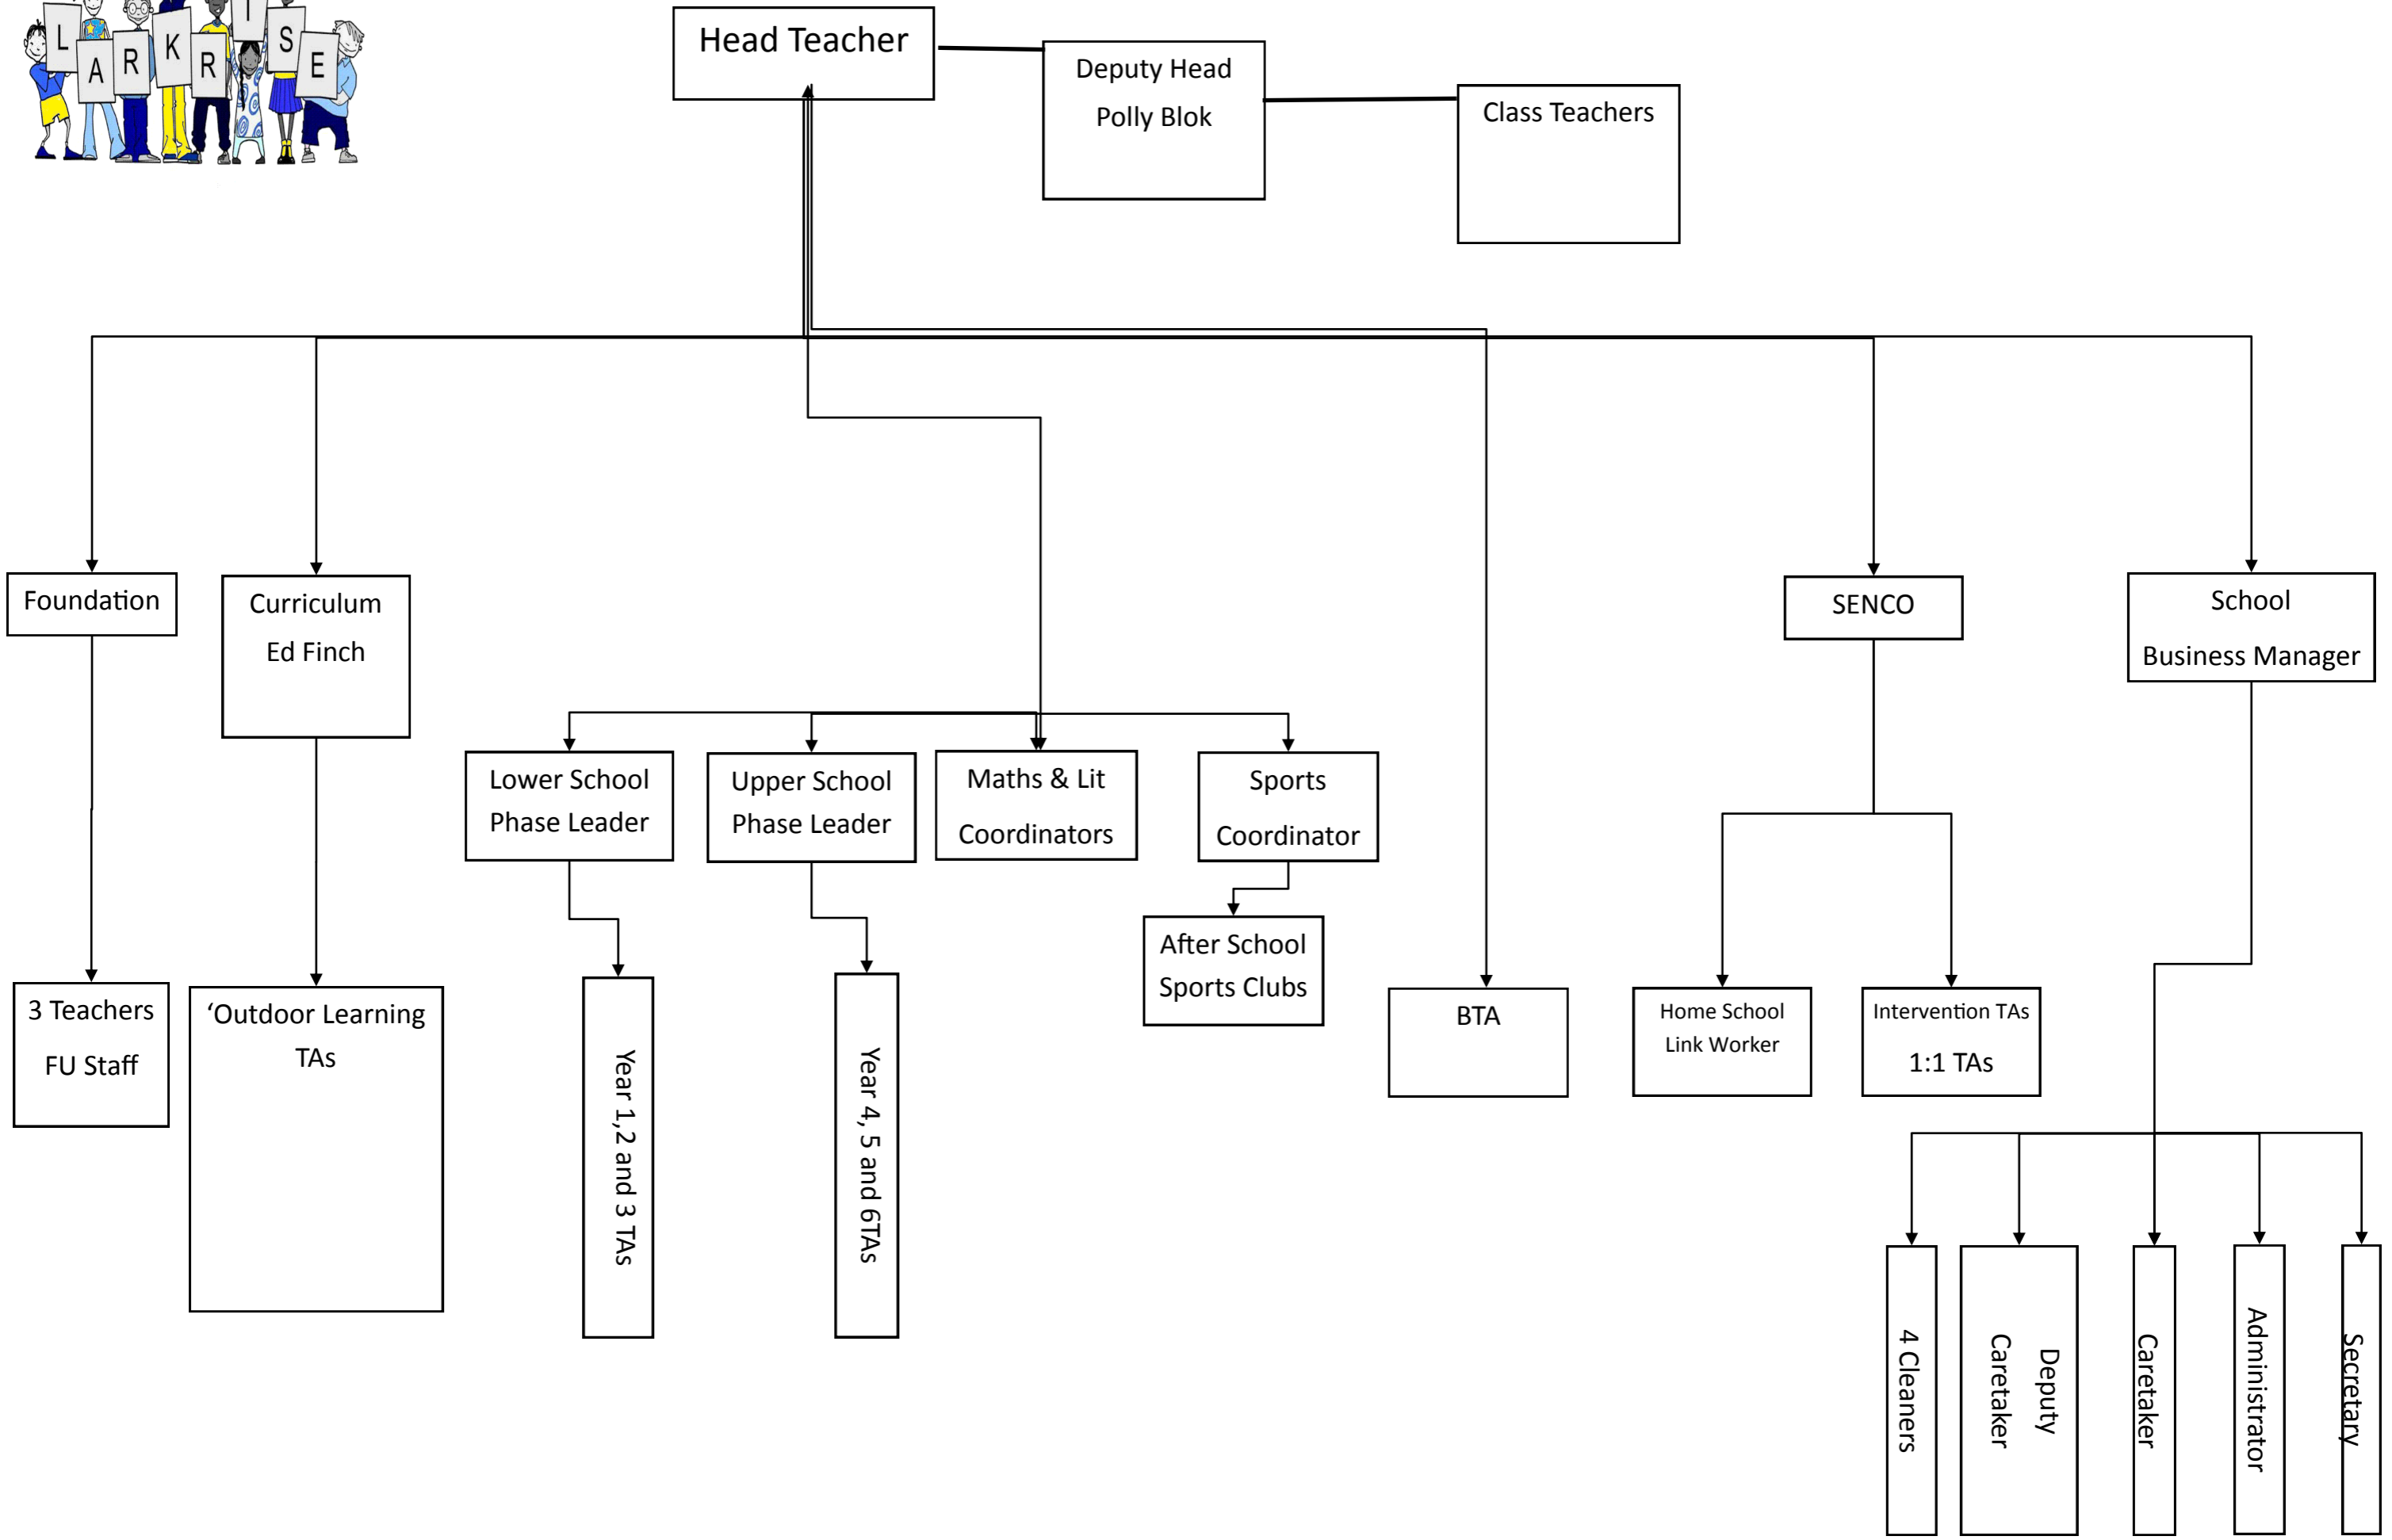 LARKRISE
Head Teacher
Deputy Head
Polly Blok
Class Teachers
Foundation
Curriculum
Ed Finch
SENCO
School
Business Manager
Lower School
Phase Leader
Upper School
Phase Leader
Maths & Lit
Coordinators
Sports
Coordinator
After School
Sports Clubs
3 Teachers
FU Staff
‘Outdoor Learning
TAs
Year 1,2 and 3 TAs
Year 4, 5 and 6TAs
BTA
Home School
Link Worker
Intervention TAs
1:1 TAs
4 Cleaners
Deputy
Caretaker
Caretaker
Administrator
Secretary